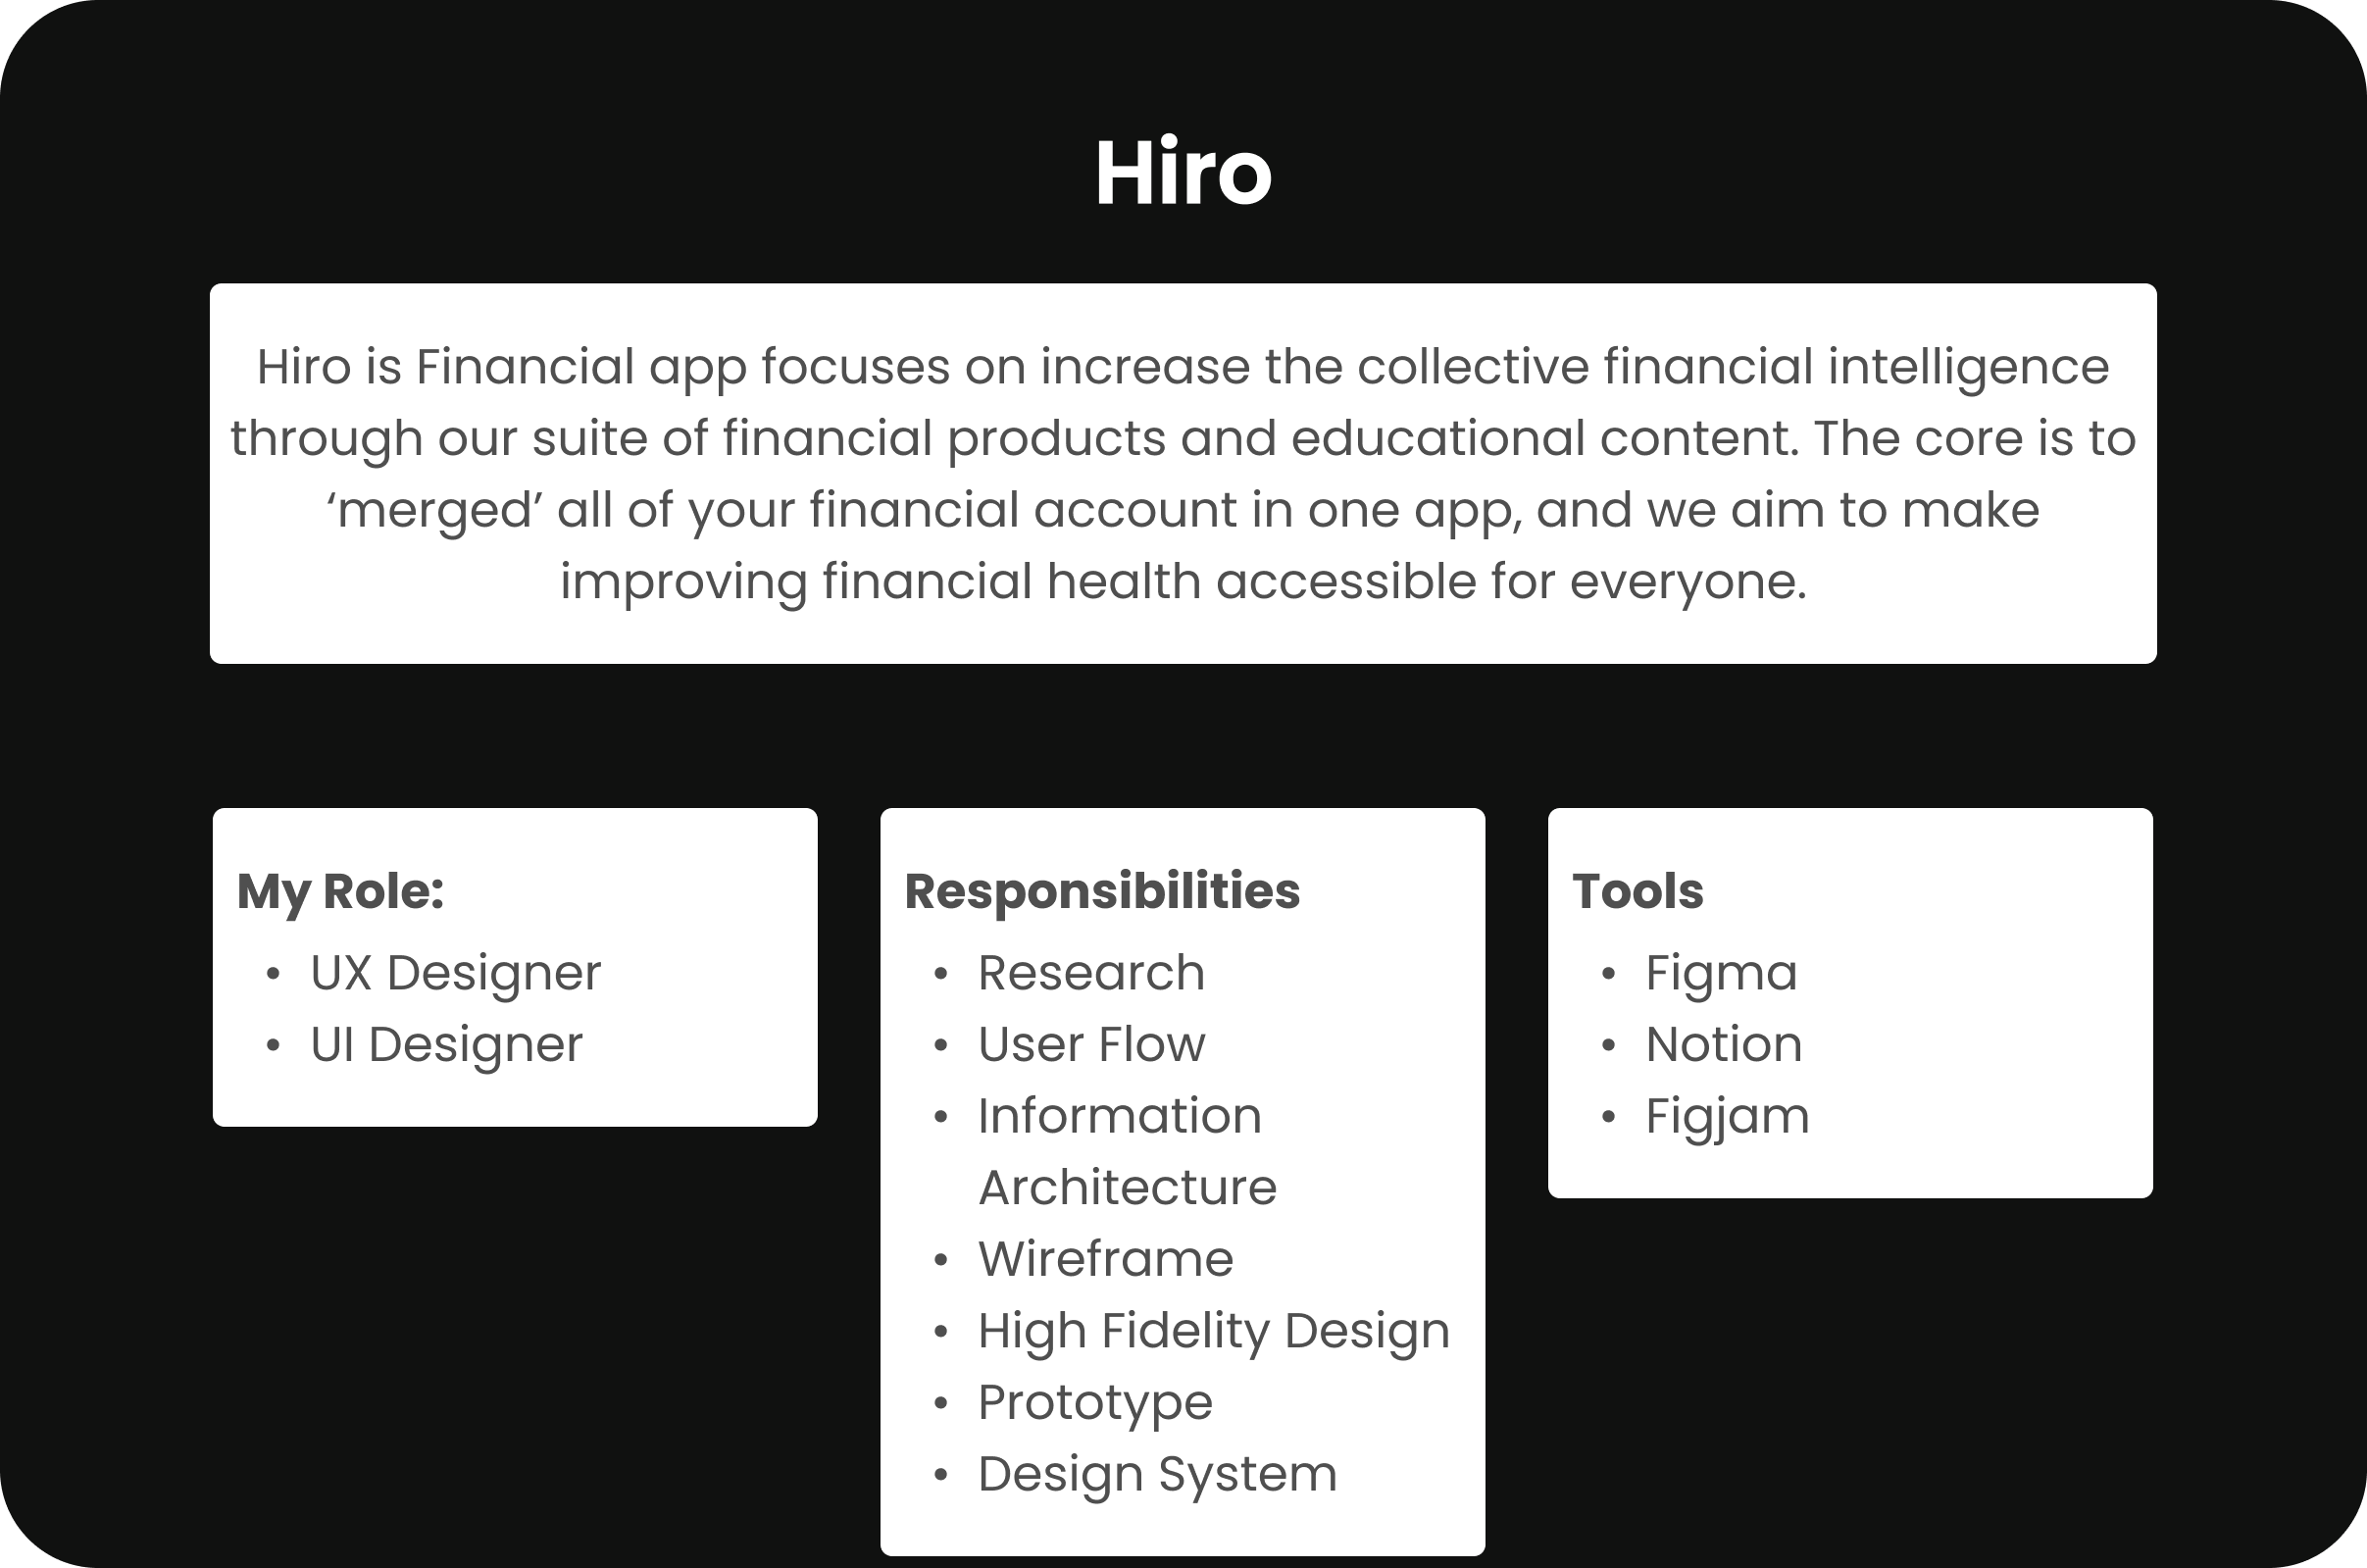 Hiro
Hiro is Financial app focuses on increase the collective financial intelligence
through our suite of financial products and educational content. The core is to
‘merged’ all of your financial account in one app, and we aim to make
improving financial health accessible for everyone.
My Role:
• UX Designer
• UI Designer
Responsibilities
• Research
• User Flow
• Information
Architecture
• Wireframe
• High Fidelity Design
• Prototype
• Design System
Tools
• Figma
• Notion
• Figjam